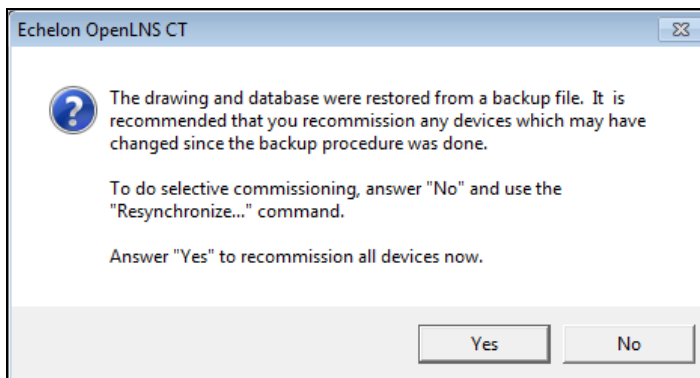 Echelon OpenLNS CT
The drawing and database were restored from a backup file.  It is
recommended that you recommission any devices which may have
changed since the backup procedure was done.
To do selective commissioning, answer "No" and use the
"Resynchronize..." command.
Answer "Yes" to recommission all devices now.
Yes
No